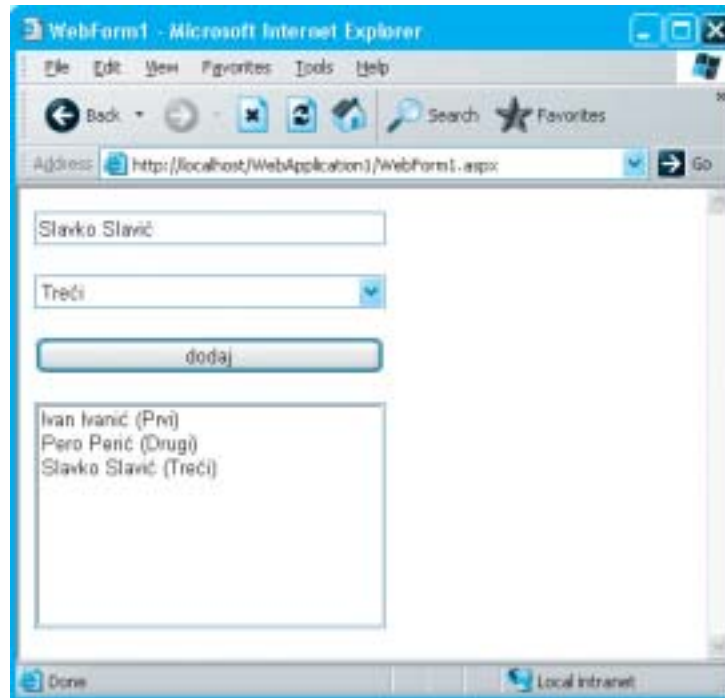 WebForm1 - Microsoft Internet Explorer
File Edit View Favorites Tools Help
Back Search Favorites
Address http://localhost/WebApplication1/WebForm1.aspx Go
Slavko Slavić
Treći
dodaj
Ivan Ivanić (Prvi)
Pero Perić (Drugi)
Slavko Slavić (Treći)
Done Local intranet